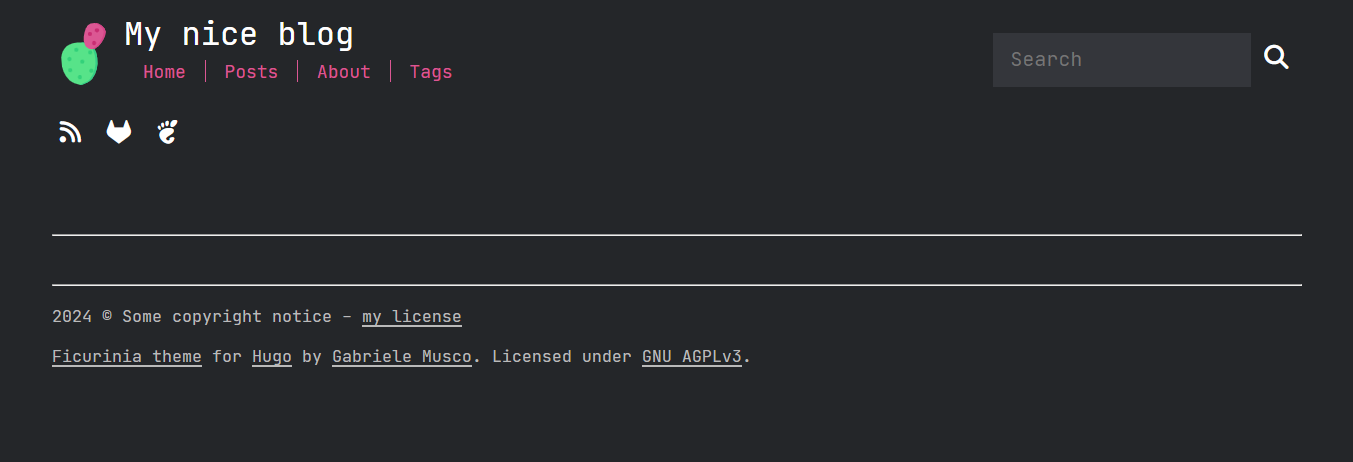 My nice blog
Home Posts About Tags
Search
2024 © Some copyright notice – my license
Ficurinia theme for Hugo by Gabriele Musco. Licensed under GNU AGPLv3.